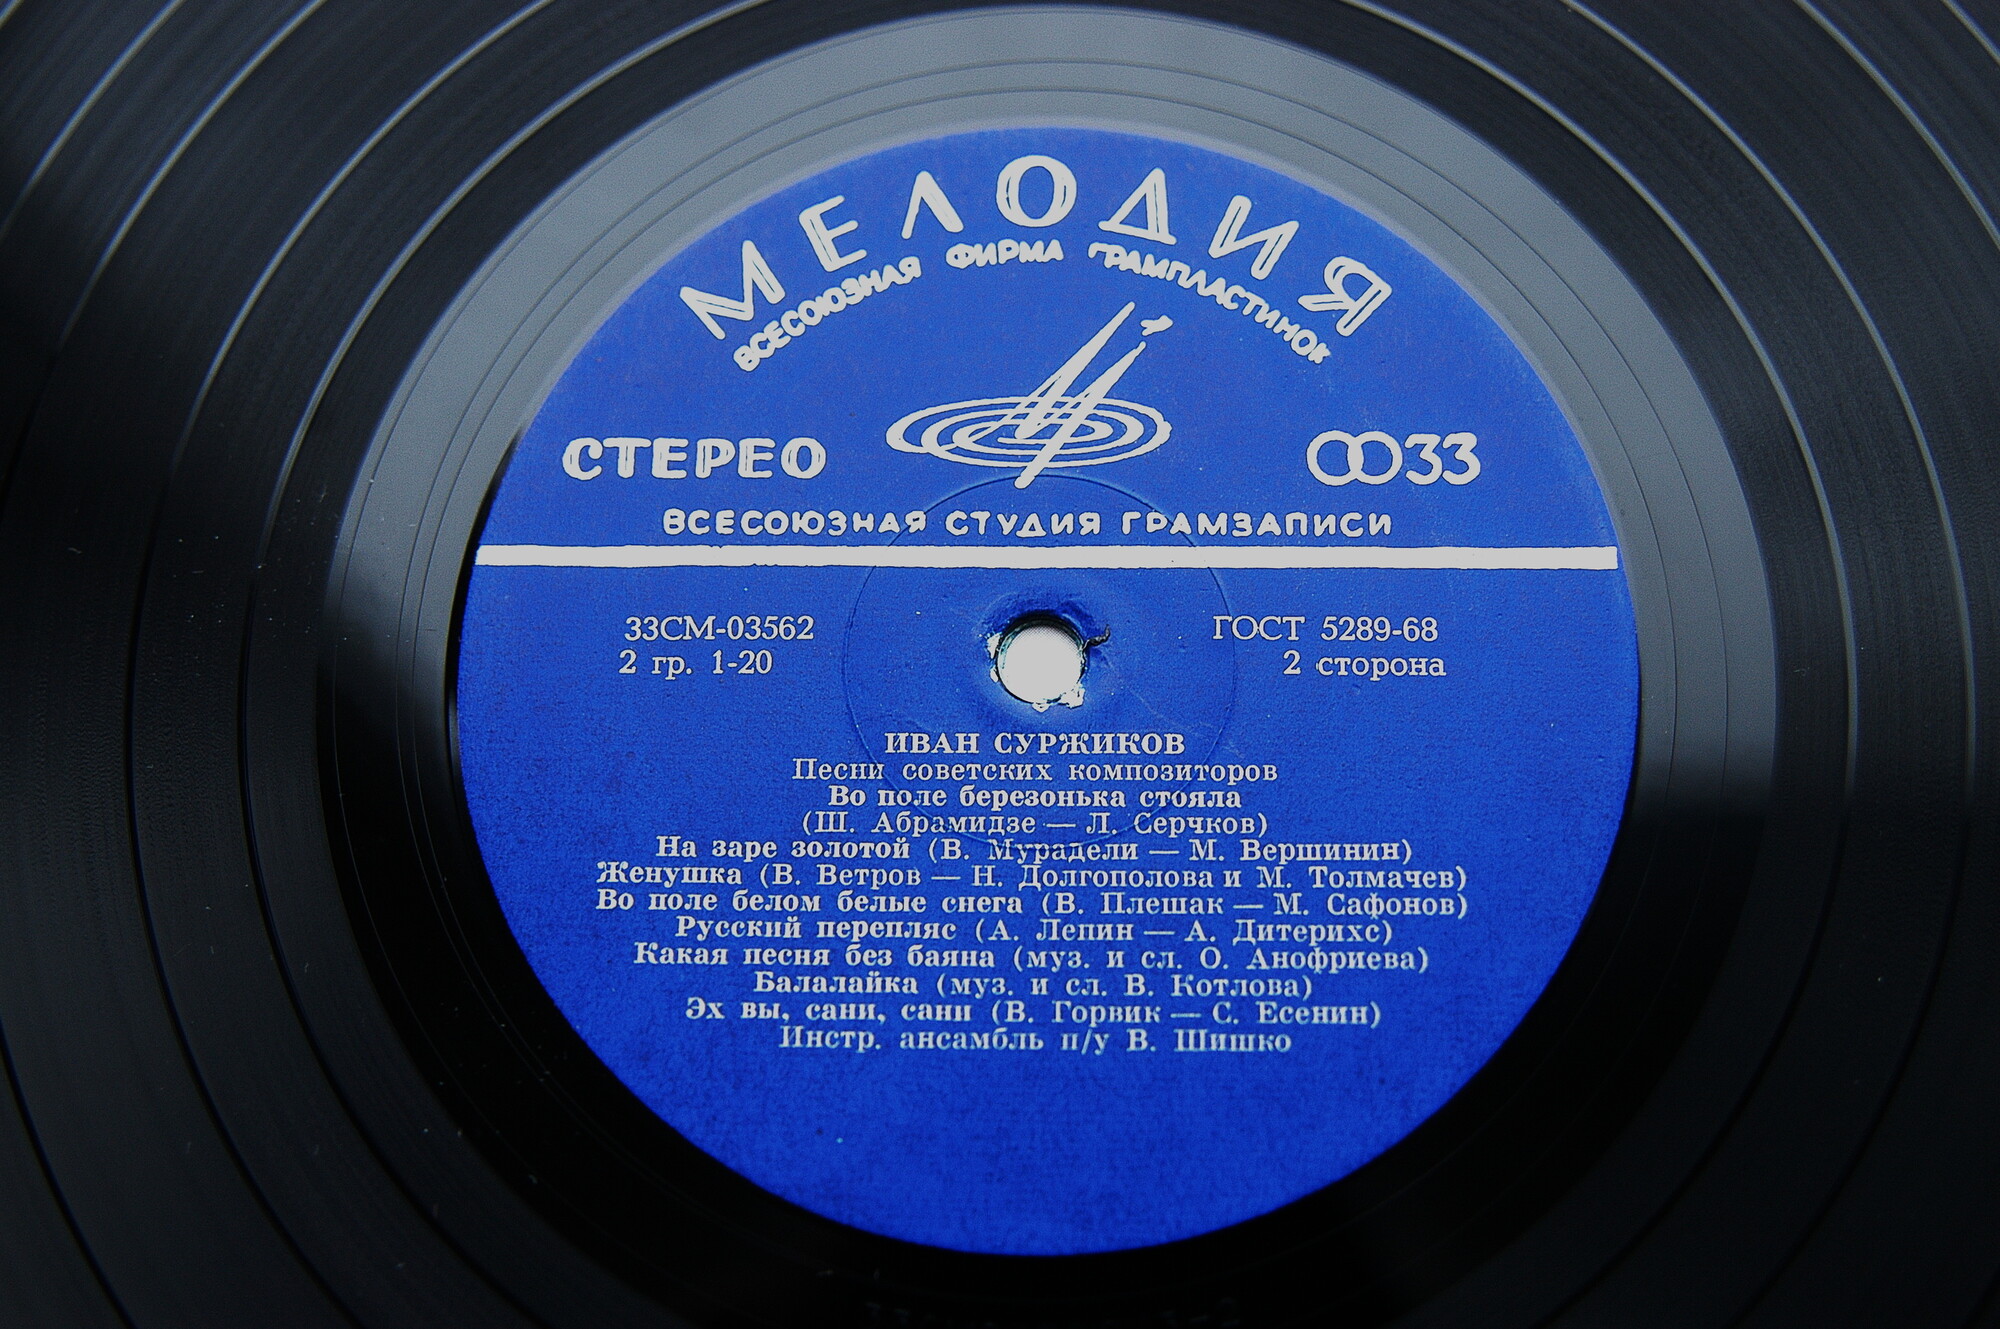 МЕЛОДИЯ
ВСЕСОЮЗНАЯ ФИРМА ГРАМПЛАСТИНОК
СТЕРЕО 33
ВСЕСОЮЗНАЯ СТУДИЯ ГРАМЗАПИСИ
33СМ-03562 ГОСТ 5289-68
2 гр. 1-20 2 сторона
ИВАН СУРЖИКОВ
Песни советских композиторов
Во поле березонька стояла
(Ш. Абрамидзе — Л. Серчков)
На заре золотой (В. Мурадели — М. Вершинин)
Женушка (В. Ветров — Н. Долгополова и М. Толмачев)
Во поле белом белые снега (В. Плешак — М. Сафонов)
Русский перепляс (А. Лепин — А. Дитерихс)
Какая песня без баяна (муз. и сл. О. Анофриева)
Балалайка (муз. и сл. В. Котлова)
Эх вы, сани, сани (В. Горвик — С. Есенин)
Инстр. ансамбль п/у В. Шишко